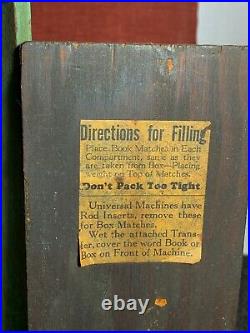 Directions for Filling
Place Book Matches in Each
Compartment, same as they
are taken from Box—Placing
weight on Top of Matches.
Don't Pack Too Tight
Universal Machines have
Rod Inserts, remove these
for Box Matches.
Wet the attached Trans-
fer, cover the word Book or
Box on Front of Machine.